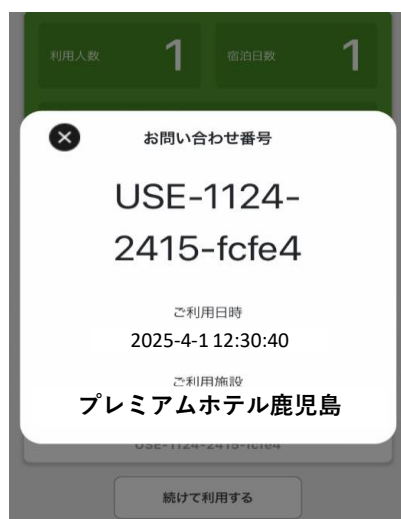 利用人数
1
宿泊日数
1
お問い合わせ番号
USE-1124-
2415-fcfe4
ご利用日時
2025-4-1 12:30:40
ご利用施設
プレミアムホテル鹿児島
USE-1124-2415-fcfe4
続けて利用する